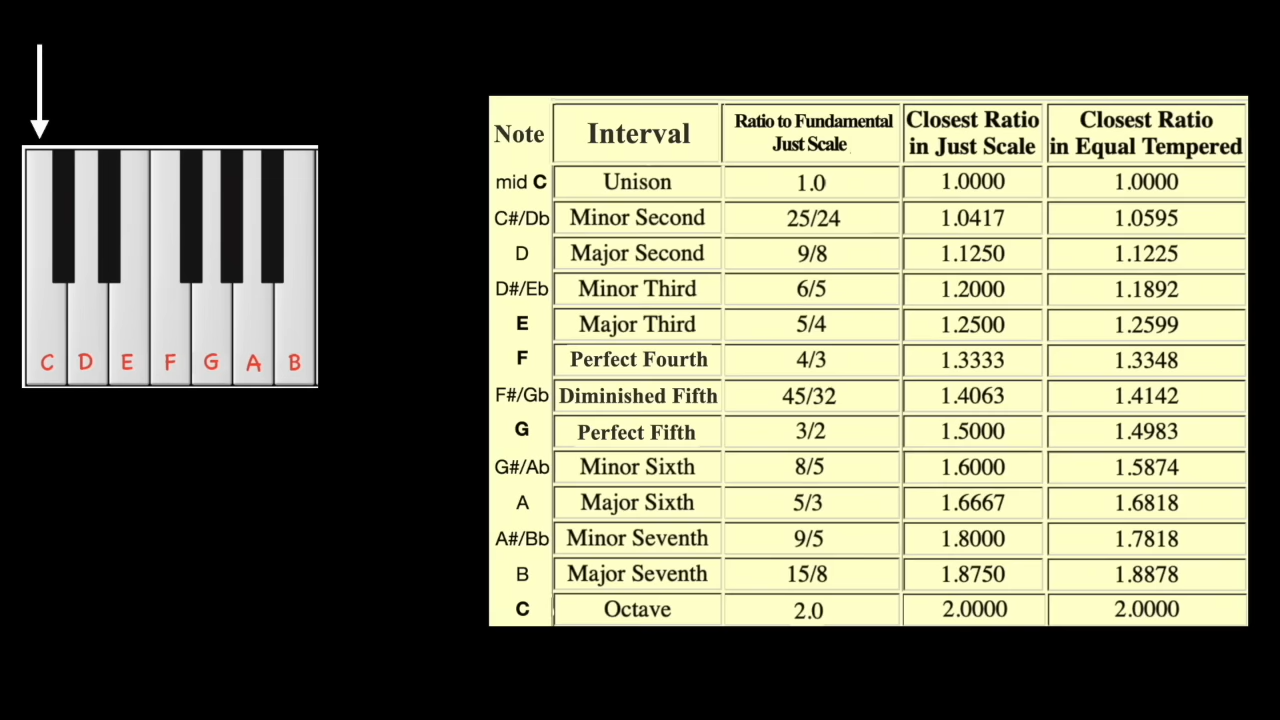 C D E F G A B
Note Interval Ratio to Fundamental Just Scale Closest Ratio in Just Scale Closest Ratio in Equal Tempered
mid C Unison 1.0 1.0000 1.0000
C#/Db Minor Second 25/24 1.0417 1.0595
D Major Second 9/8 1.1250 1.1225
D#/Eb Minor Third 6/5 1.2000 1.1892
E Major Third 5/4 1.2500 1.2599
F Perfect Fourth 4/3 1.3333 1.3348
F#/Gb Diminished Fifth 45/32 1.4063 1.4142
G Perfect Fifth 3/2 1.5000 1.4983
G#/Ab Minor Sixth 8/5 1.6000 1.5874
A Major Sixth 5/3 1.6667 1.6818
A#/Bb Minor Seventh 9/5 1.8000 1.7818
B Major Seventh 15/8 1.8750 1.8878
C Octave 2.0 2.0000 2.0000